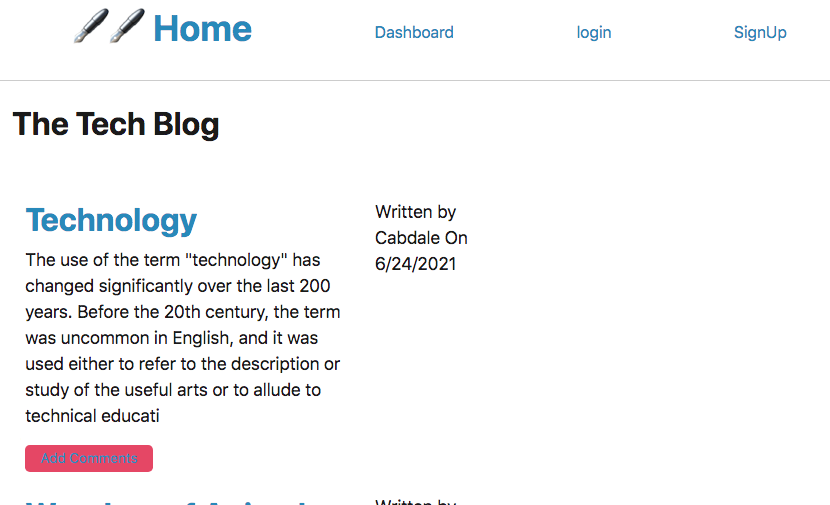 Home Dashboard login SignUp
The Tech Blog
Technology
The use of the term "technology" has
changed significantly over the last 200
years. Before the 20th century, the term
was uncommon in English, and it was
used either to refer to the description or
study of the useful arts or to allude to
technical educati
Written by
Cabdale On
6/24/2021
Add Comments
Written by